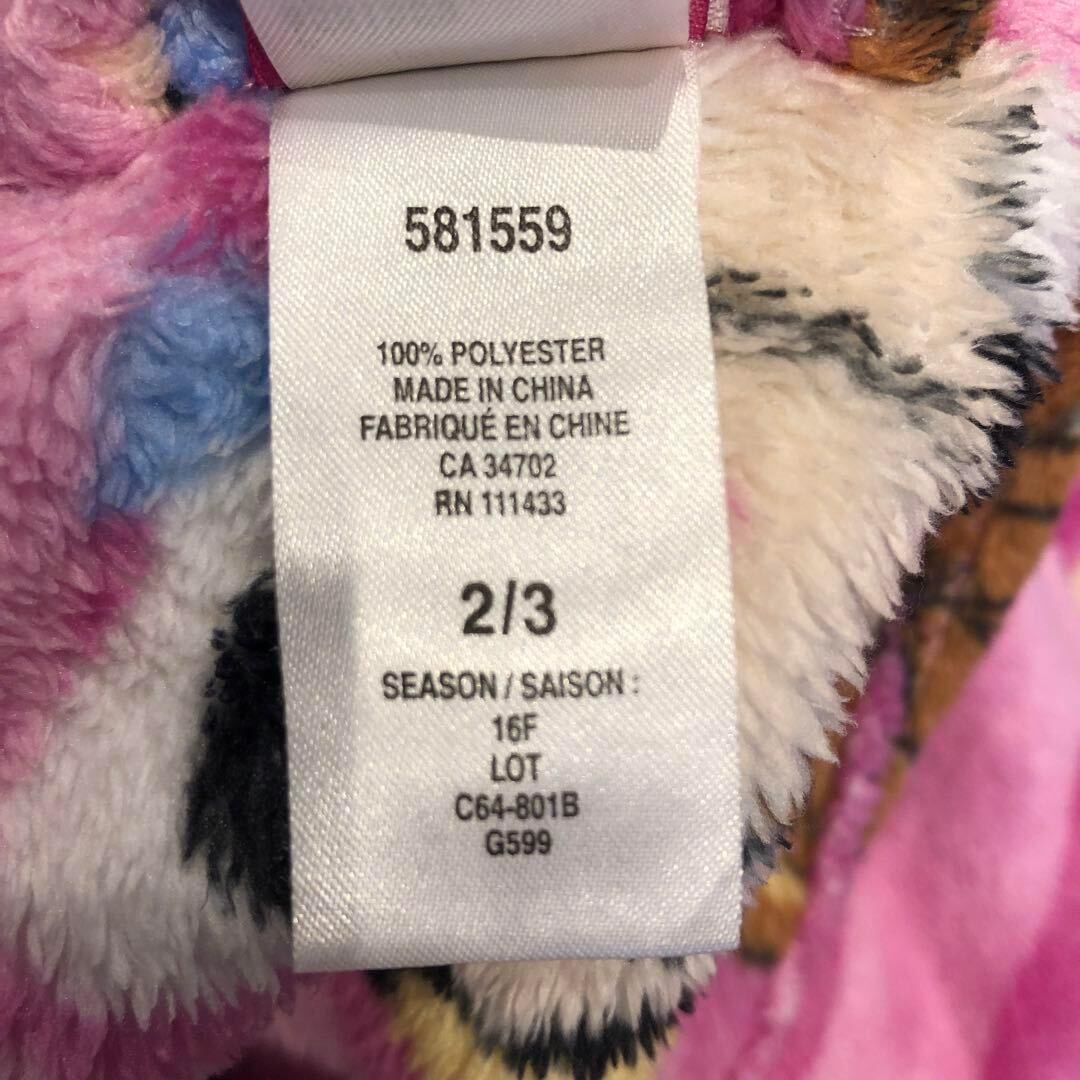 581559
100% POLYESTER
MADE IN CHINA
FABRIQUÉ EN CHINE
CA 34702
RN 111433
2/3
SEASON / SAISON :
16F
LOT
C64-801B
G599